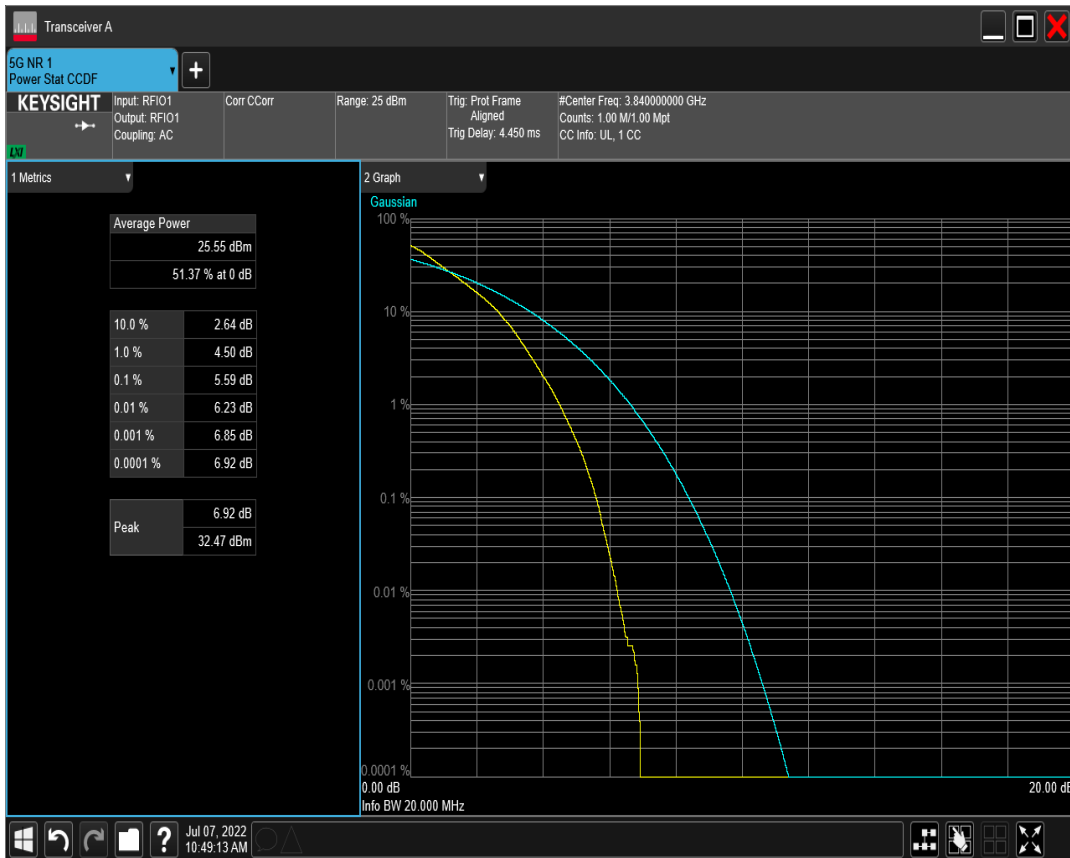 Transceiver A
5G NR 1
Power Stat CCDF
+
KEYSIGHT
LXI
Input: RFIO1
Output: RFIO1
Coupling: AC
Corr CCorr
Range: 25 dBm
Trig: Prot Frame
Aligned
Trig Delay: 4.450 ms
#Center Freq: 3.840000000 GHz
Counts: 1.00 M/1.00 Mpt
CC Info: UL, 1 CC
1 Metrics
Average Power
25.55 dBm
51.37 % at 0 dB
10.0 % 2.64 dB
1.0 % 4.50 dB
0.1 % 5.59 dB
0.01 % 6.23 dB
0.001 % 6.85 dB
0.0001 % 6.92 dB
Peak
6.92 dB
32.47 dBm
2 Graph
Gaussian
100 %
10 %
1 %
0.1 %
0.01 %
0.001 %
0.0001 %
0.00 dB
20.00 dB
Info BW 20.000 MHz
?
Jul 07, 2022
10:49:13 AM